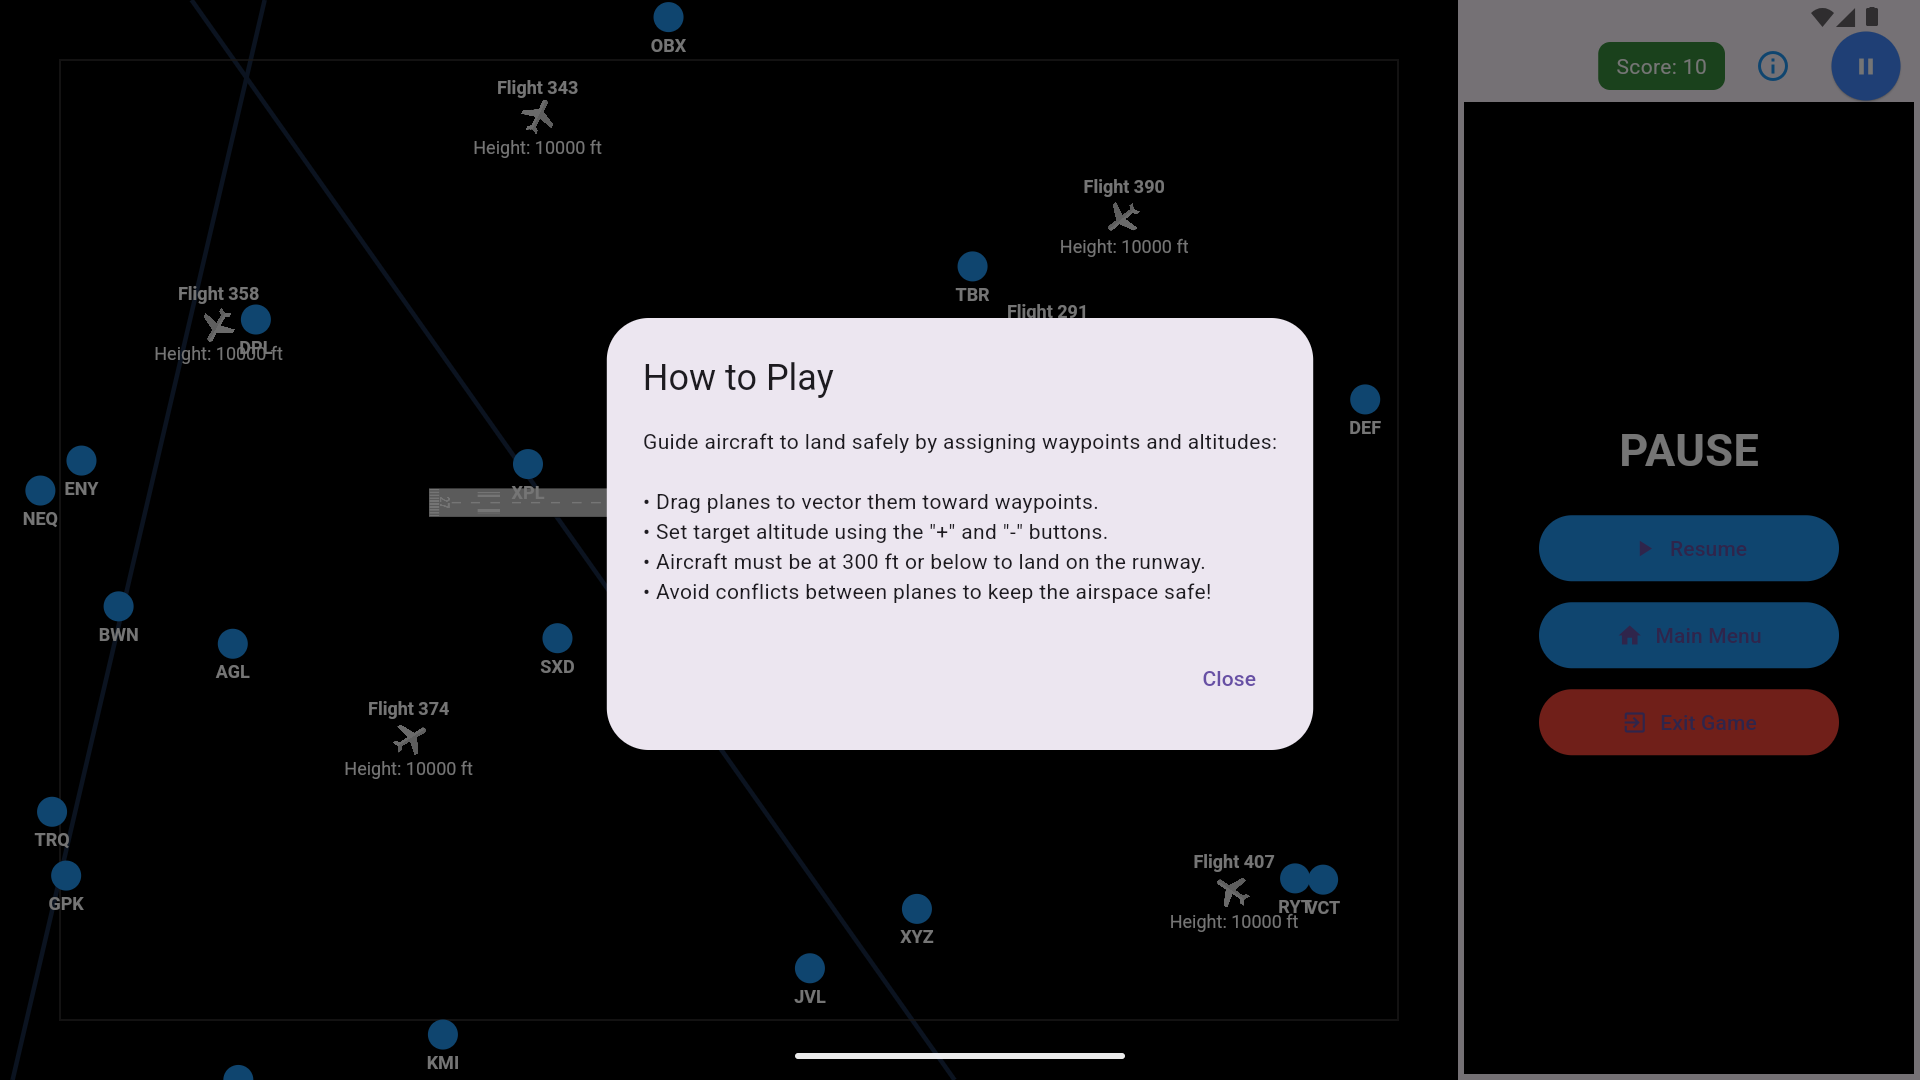 OBX
Flight 343
Height: 10000 ft
Flight 390
Height: 10000 ft
TBR
Flight 291
Flight 358
DPL
Height: 10000 ft
DEF
ENY
NEQ
XPL
27
BWN
AGL
SXD
Flight 374
Height: 10000 ft
TRQ
GPK
Flight 407
RYT
VCT
Height: 10000 ft
XYZ
JVL
KMI
How to Play
Guide aircraft to land safely by assigning waypoints and altitudes:
• Drag planes to vector them toward waypoints.
• Set target altitude using the "+" and "-" buttons.
• Aircraft must be at 300 ft or below to land on the runway.
• Avoid conflicts between planes to keep the airspace safe!
Close
Score: 10
PAUSE
Resume
Main Menu
Exit Game